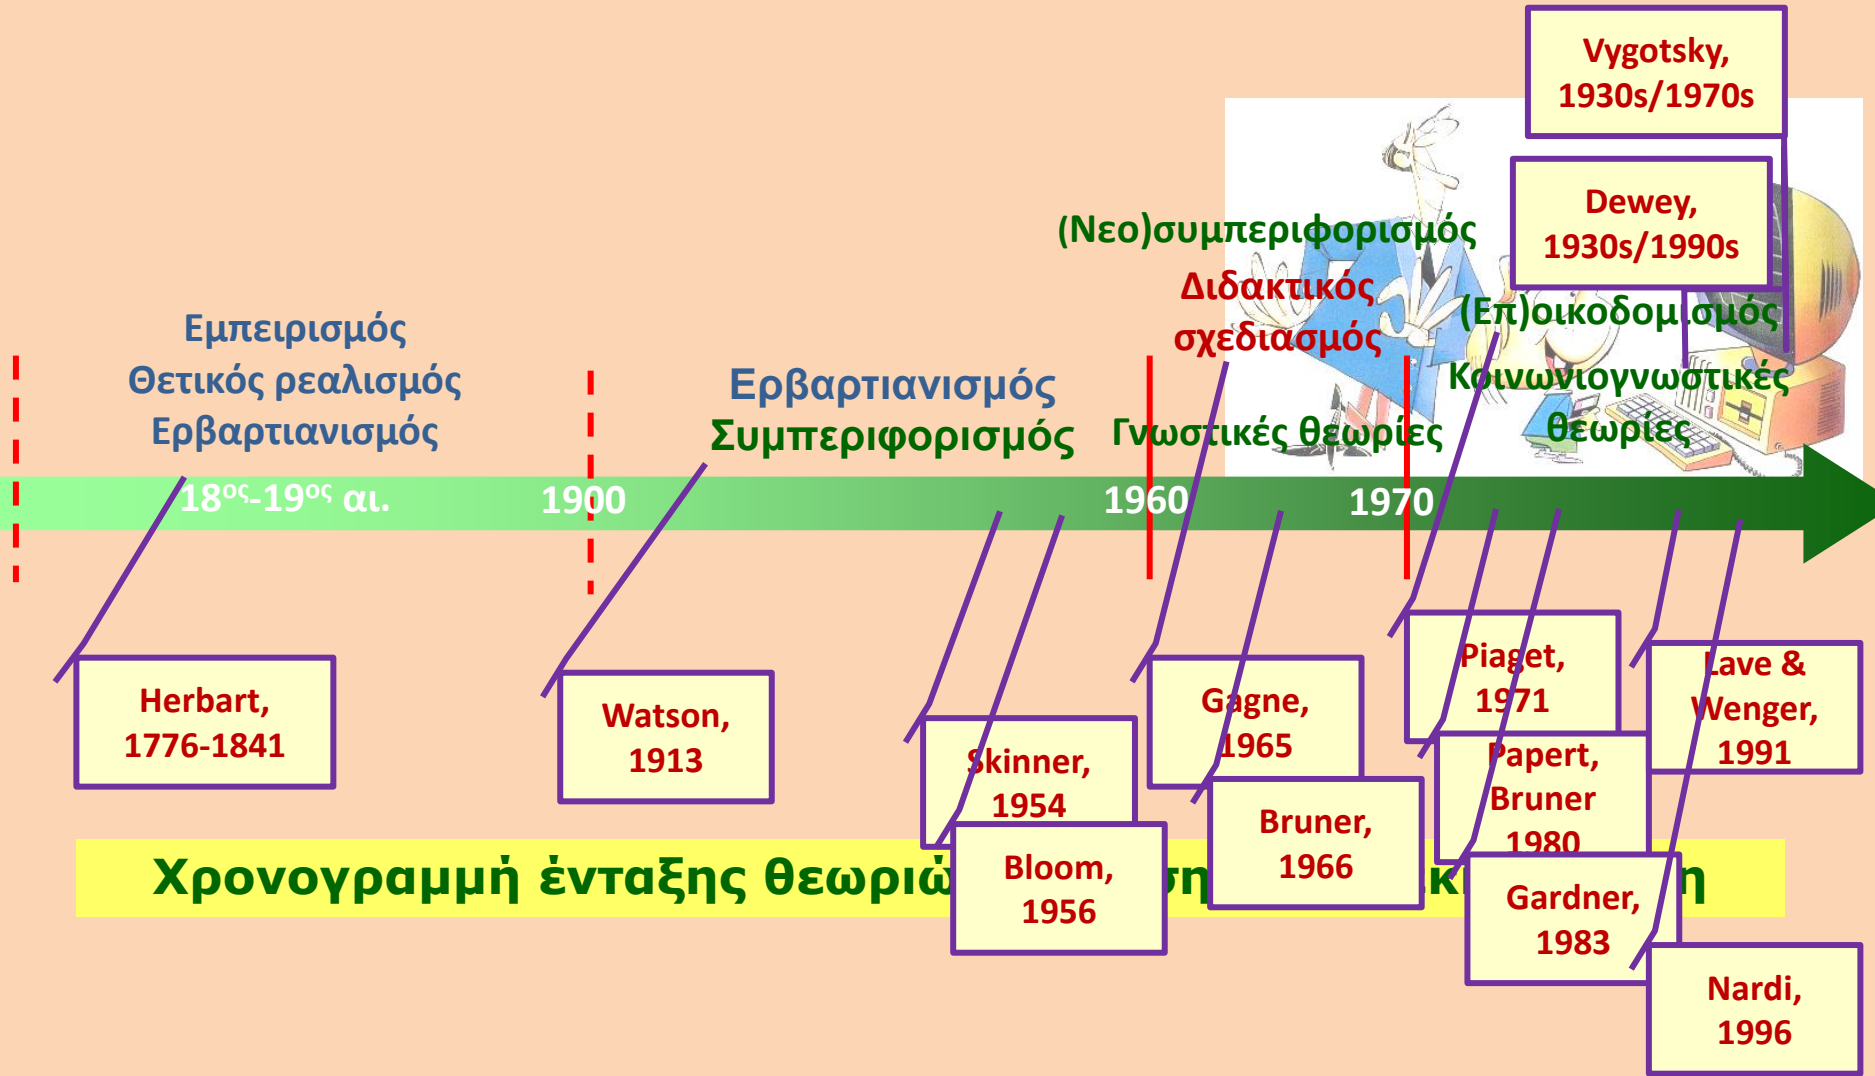 Vygotsky,
1930s/1970s
Dewey,
1930s/1990s
(Νεο)συμπεριφορισμός
Διδακτικός
σχεδιασμός
(Επ)οικοδομισμός
Κοινωνιογνωστικές
θεωρίες
Εμπειρισμός
Θετικός ρεαλισμός
Ερβαρτιανισμός
Ερβαρτιανισμός
Συμπεριφορισμός
Γνωστικές θεωρίες
18ος-19ος αι.
1900
1960
1970
Herbart,
1776-1841
Watson,
1913
Skinner,
1954
Bloom,
1956
Gagne,
1965
Bruner,
1966
Piaget,
1971
Papert,
Bruner
1980
Gardner,
1983
Lave &
Wenger,
1991
Nardi,
1996
Χρονογραμμή ένταξης